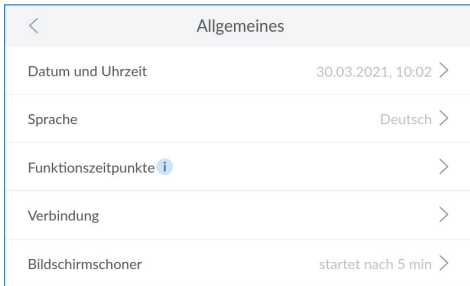 Allgemeines
Datum und Uhrzeit 30.03.2021, 10:02
Sprache Deutsch
Funktionszeitpunkte i
Verbindung
Bildschirmschoner startet nach 5 min